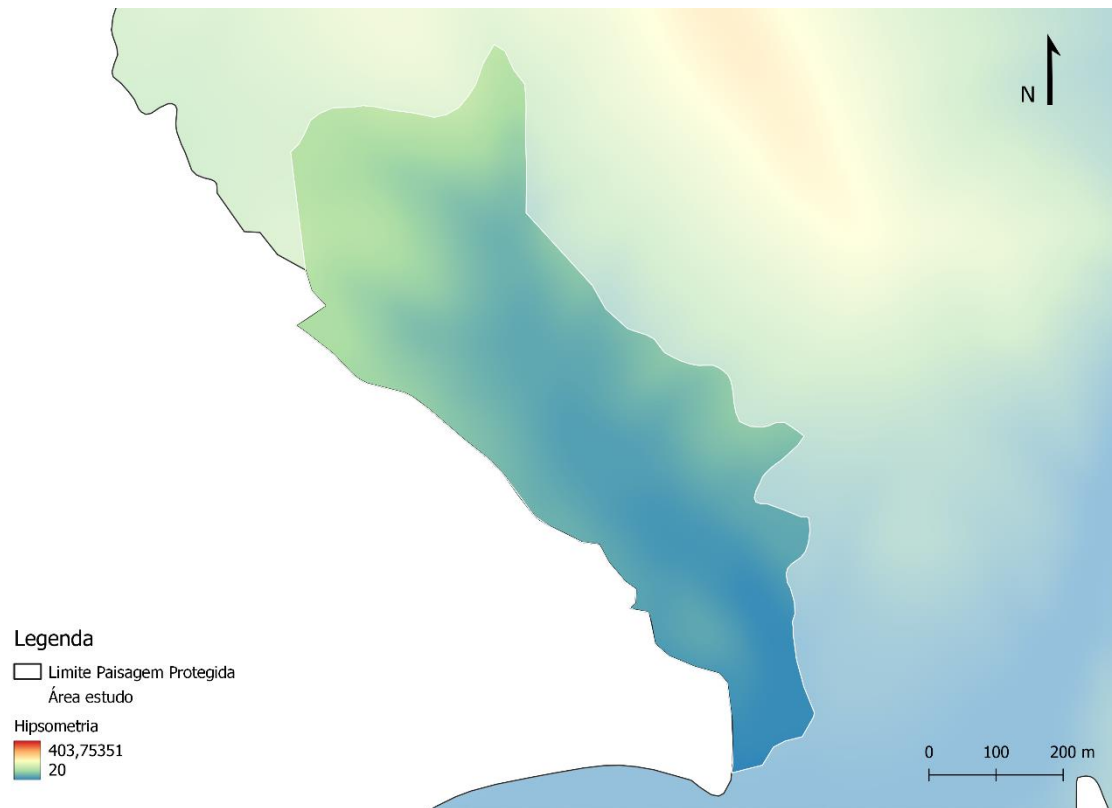 N
Legenda
Limite Paisagem Protegida
Área estudo
Hipsometria
403,75351
20
0 100 200 m